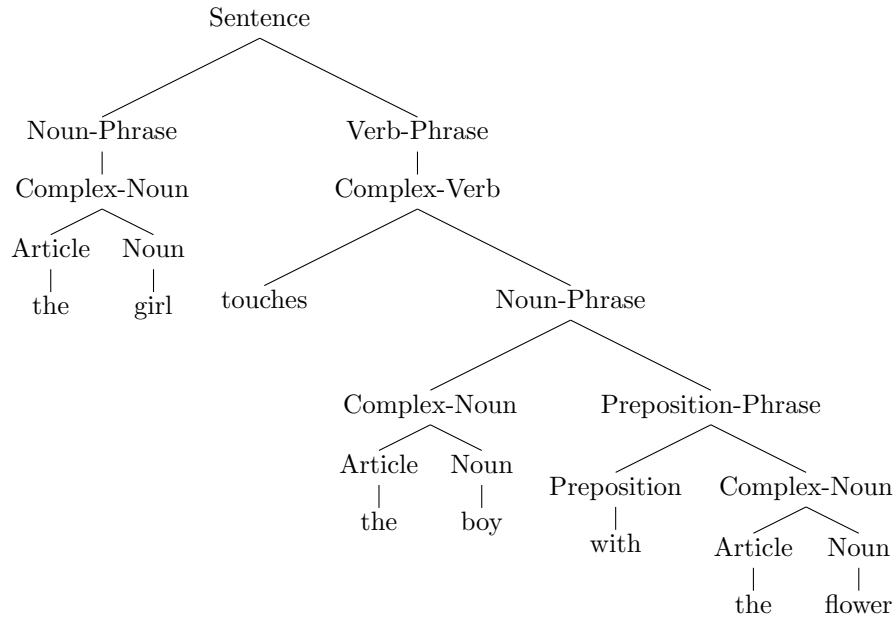 Sentence
Noun-Phrase Verb-Phrase
Complex-Noun Complex-Verb
Article Noun
the girl touches Noun-Phrase
Complex-Noun Preposition-Phrase
Article Noun Preposition Complex-Noun
the boy with Article Noun
the flower